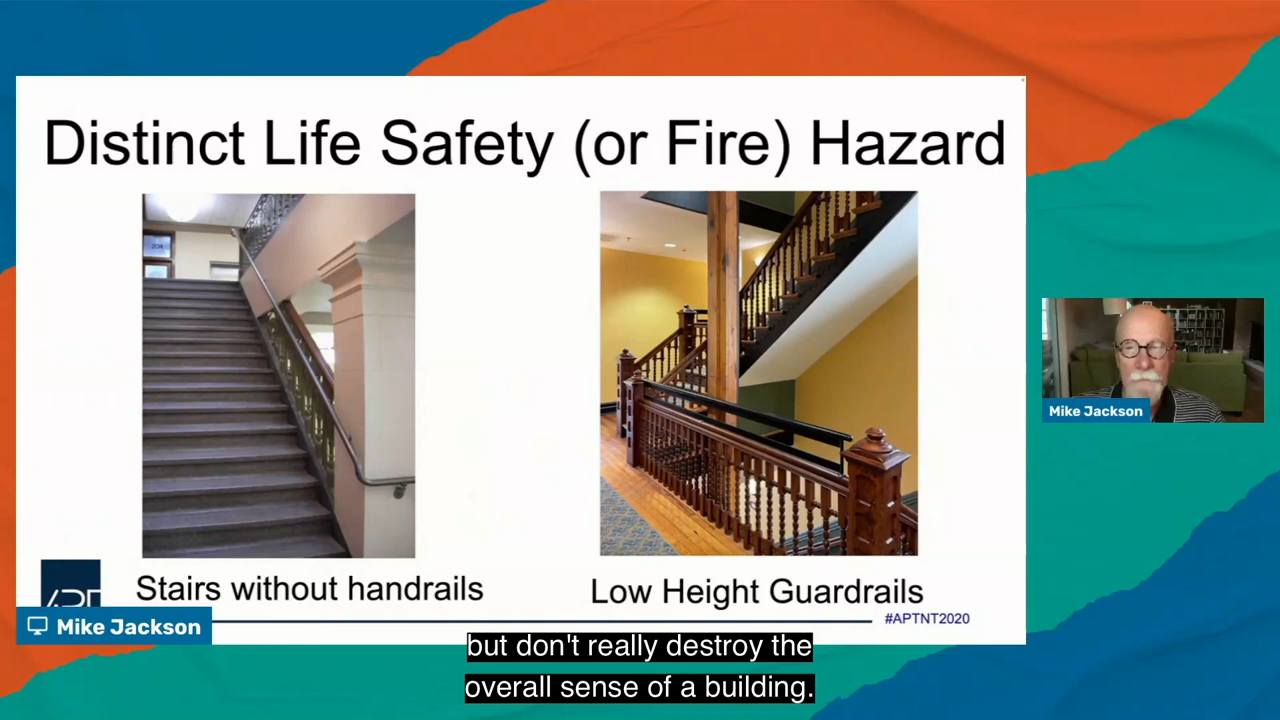 Distinct Life Safety (or Fire) Hazard
204
Stairs without handrails
Low Height Guardrails
#APTNT2020
Mike Jackson
Mike Jackson
but don't really destroy the
overall sense of a building.